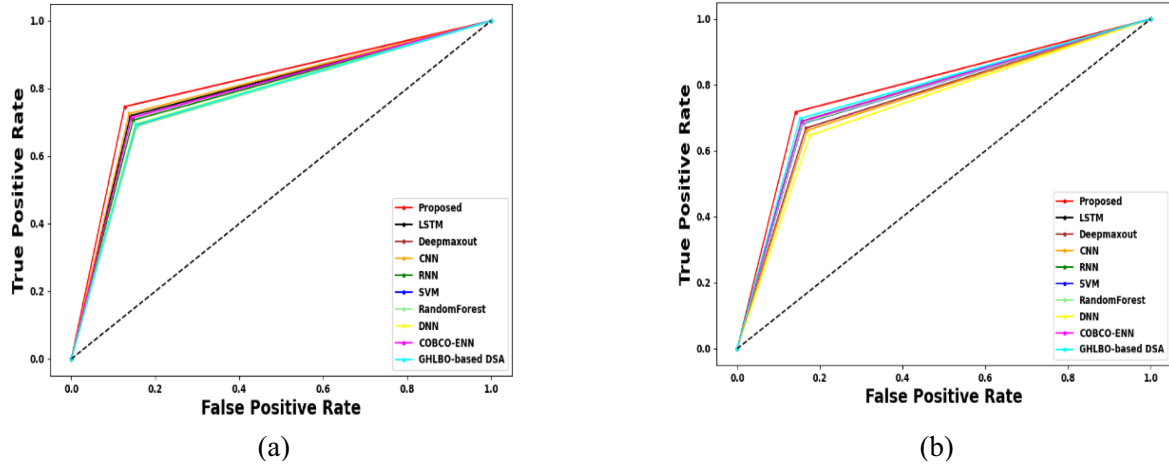 1.0
0.8
0.6
0.4
0.2
0.0
True Positive Rate
0.0 0.2 0.4 0.6 0.8 1.0
False Positive Rate
Proposed
LSTM
Deepmaxout
CNN
RNN
SVM
RandomForest
DNN
COBCO-ENN
GHLBO-based DSA
(a)
1.0
0.8
0.6
0.4
0.2
0.0
True Positive Rate
0.0 0.2 0.4 0.6 0.8 1.0
False Positive Rate
Proposed
LSTM
Deepmaxout
CNN
RNN
SVM
RandomForest
DNN
COBCO-ENN
GHLBO-based DSA
(b)